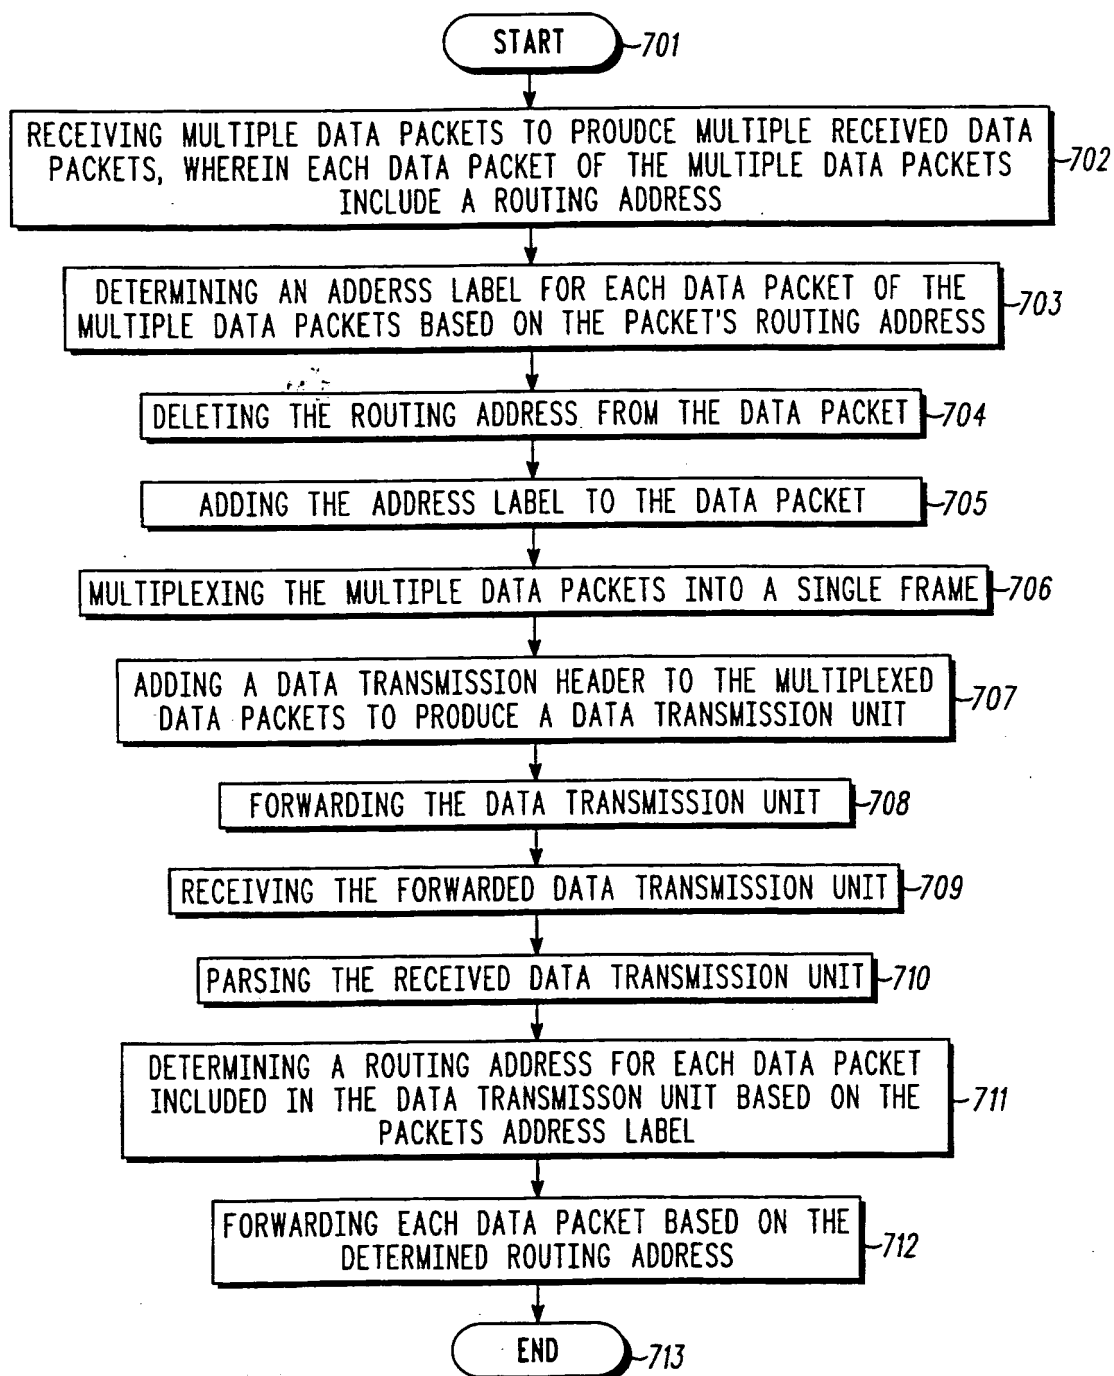 START
701
RECEIVING MULTIPLE DATA PACKETS TO PROUDCE MULTIPLE RECEIVED DATA
PACKETS, WHEREIN EACH DATA PACKET OF THE MULTIPLE DATA PACKETS
INCLUDE A ROUTING ADDRESS
702
DETERMINING AN ADDERSS LABEL FOR EACH DATA PACKET OF THE
MULTIPLE DATA PACKETS BASED ON THE PACKET'S ROUTING ADDRESS
703
DELETING THE ROUTING ADDRESS FROM THE DATA PACKET
704
ADDING THE ADDRESS LABEL TO THE DATA PACKET
705
MULTIPLEXING THE MULTIPLE DATA PACKETS INTO A SINGLE FRAME
706
ADDING A DATA TRANSMISSION HEADER TO THE MULTIPLEXED
DATA PACKETS TO PRODUCE A DATA TRANSMISSION UNIT
707
FORWARDING THE DATA TRANSMISSION UNIT
708
RECEIVING THE FORWARDED DATA TRANSMISSION UNIT
709
PARSING THE RECEIVED DATA TRANSMISSION UNIT
710
DETERMINING A ROUTING ADDRESS FOR EACH DATA PACKET
INCLUDED IN THE DATA TRANSMISSON UNIT BASED ON THE
PACKETS ADDRESS LABEL
711
FORWARDING EACH DATA PACKET BASED ON THE
DETERMINED ROUTING ADDRESS
712
END
713